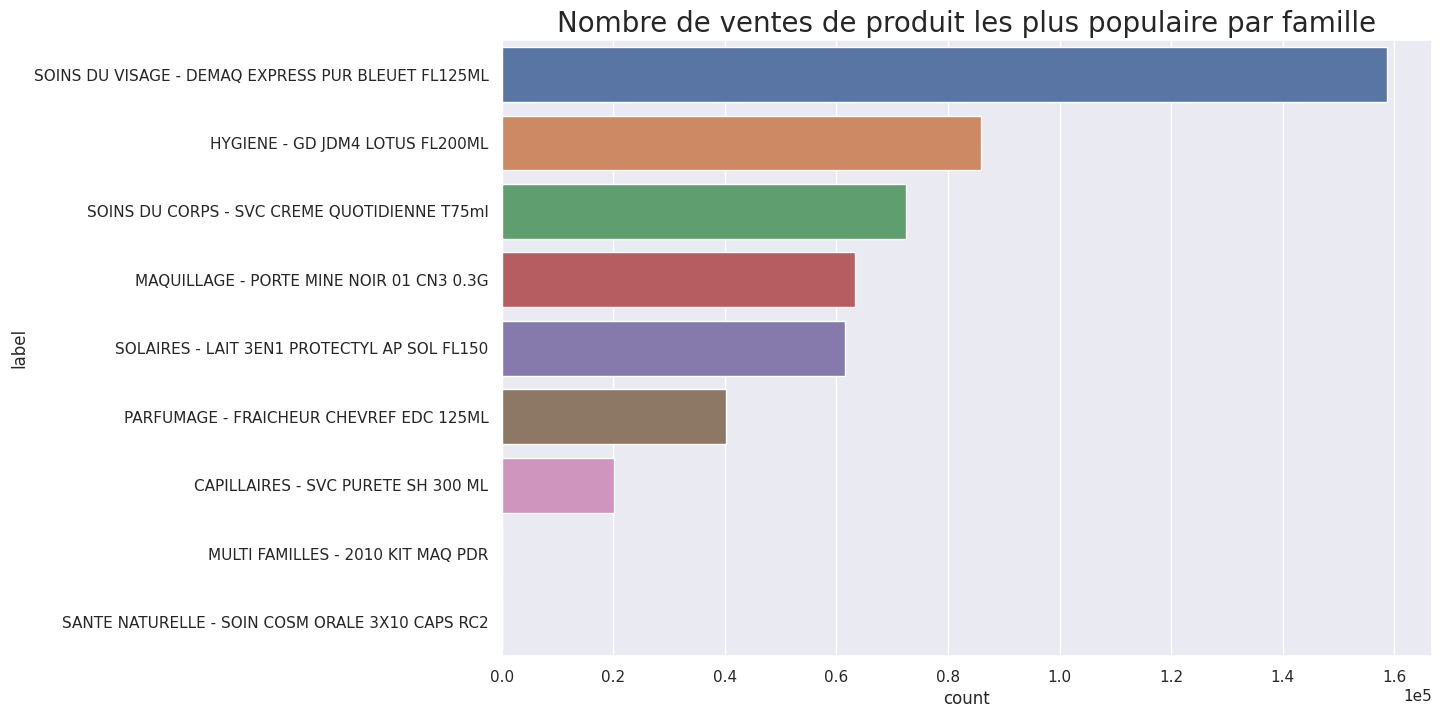 Nombre de ventes de produit les plus populaire par famille
SOINS DU VISAGE - DEMAQ EXPRESS PUR BLEUET FL125ML
HYGIENE - GD JDM4 LOTUS FL200ML
SOINS DU CORPS - SVC CREME QUOTIDIENNE T75ml
MAQUILLAGE - PORTE MINE NOIR 01 CN3 0.3G
SOLAIRES - LAIT 3EN1 PROTECTYL AP SOL FL150
PARFUMAGE - FRAICHEUR CHEVREF EDC 125ML
CAPILLAIRES - SVC PURETE SH 300 ML
MULTI FAMILLES - 2010 KIT MAQ PDR
SANTE NATURELLE - SOIN COSM ORALE 3X10 CAPS RC2
label
0.0 0.2 0.4 0.6 0.8 1.0 1.2 1.4 1.6
1e5
count